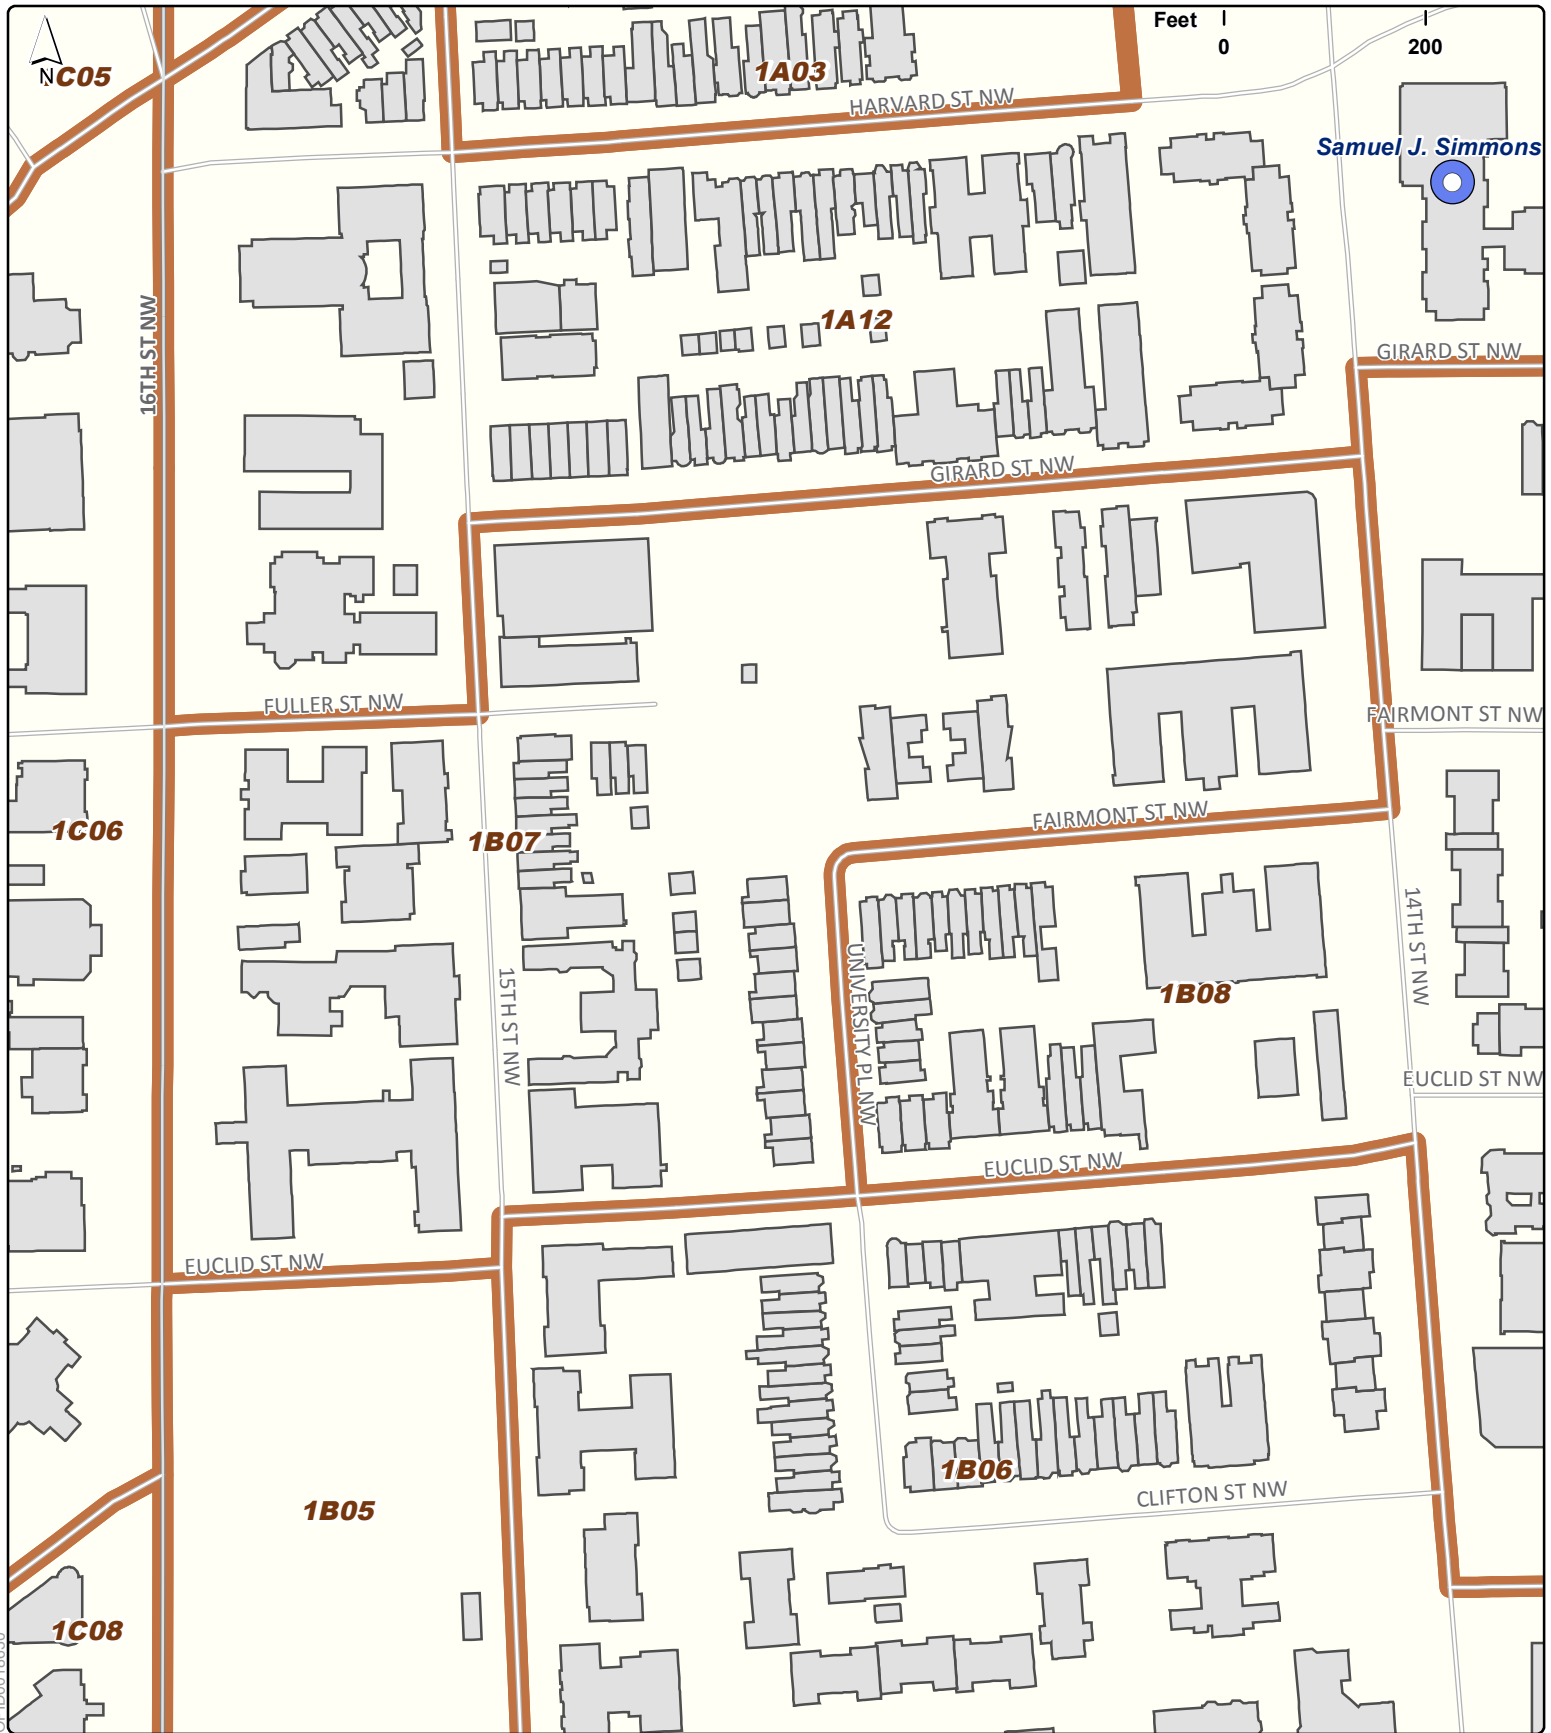 Feet
0
200
N
C05
1A03
HARVARD ST NW
Samuel J. Simmons
16TH ST NW
1A12
GIRARD ST NW
GIRARD ST NW
FULLER ST NW
FAIRMONT ST NW
1C06
1B07
FAIRMONT ST NW
14TH ST NW
15TH ST NW
UNIVERSITY PL NW
1B08
EUCLID ST NW
EUCLID ST NW
EUCLID ST NW
1B05
1B06
CLIFTON ST NW
1C08